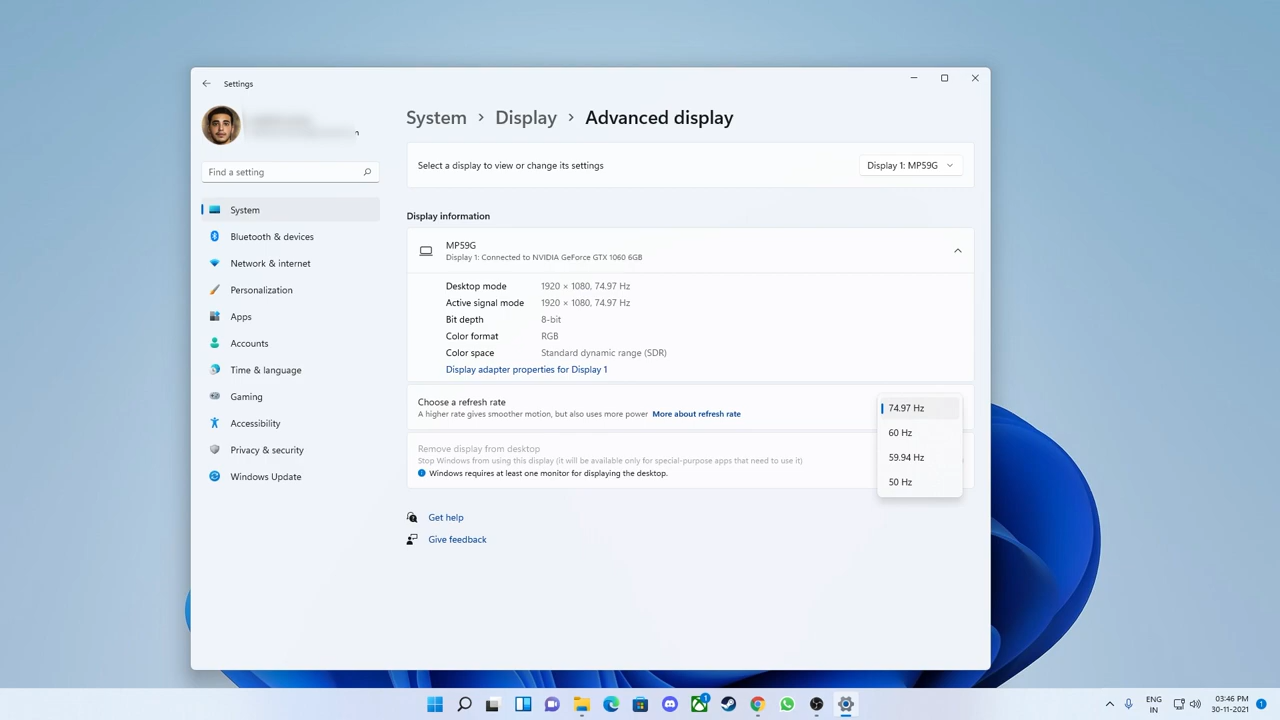 Settings
System > Display > Advanced display
Find a setting
System
Bluetooth & devices
Network & internet
Personalization
Apps
Accounts
Time & language
Gaming
Accessibility
Privacy & security
Windows Update
Select a display to view or change its settings
Display 1: MP59G
Display information
MP59G
Display 1: Connected to NVIDIA GeForce GTX 1060 6GB
Desktop mode 1920 × 1080, 74.97 Hz
Active signal mode 1920 × 1080, 74.97 Hz
Bit depth 8-bit
Color format RGB
Color space Standard dynamic range (SDR)
Display adapter properties for Display 1
Choose a refresh rate
A higher rate gives smoother motion, but also uses more power More about refresh rate
74.97 Hz
60 Hz
59.94 Hz
50 Hz
Remove display from desktop
Stop Windows from using this display (it will be available only for special-purpose apps that need to use it)
Windows requires at least one monitor for displaying the desktop.
Get help
Give feedback
1
ENG
IN
03:46 PM
30-11-2021
1